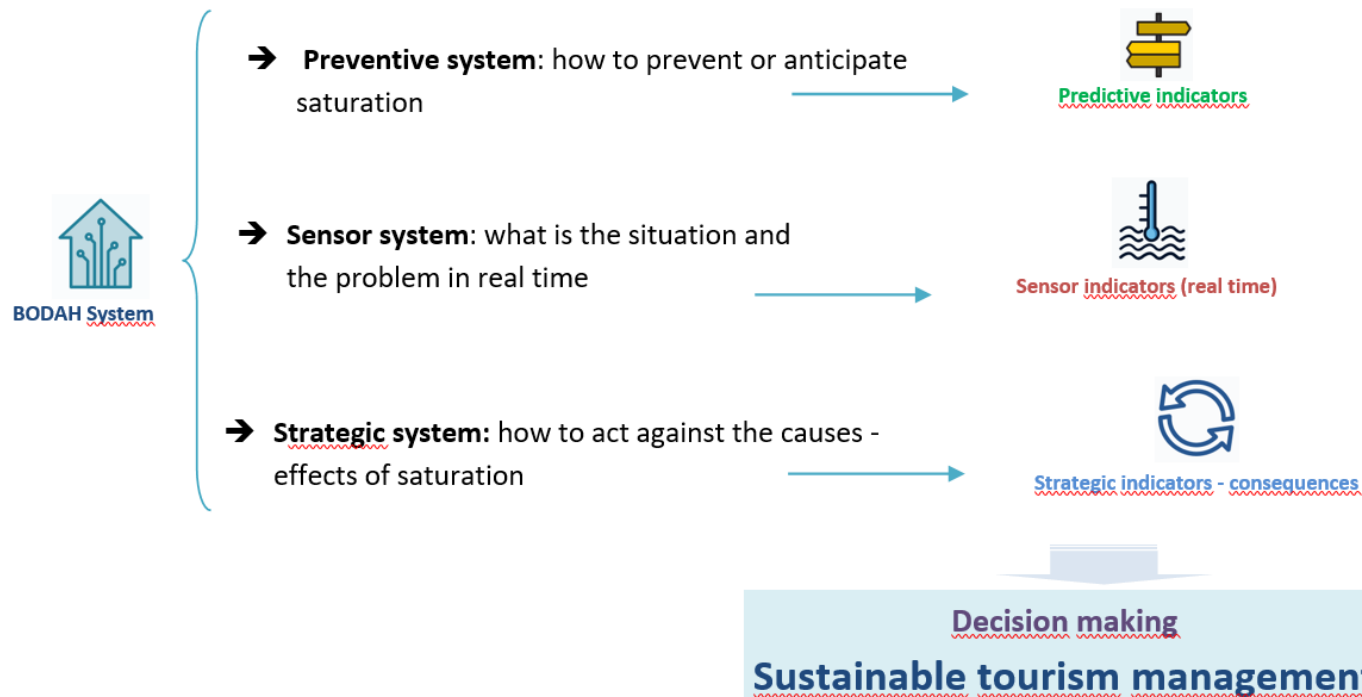 ➔ Preventive system: how to prevent or anticipate
saturation
Predictive indicators
BODAH System
➔ Sensor system: what is the situation and
the problem in real time
Sensor indicators (real time)
➔ Strategic system: how to act against the causes -
effects of saturation
Strategic indicators - consequences
Decision making
Sustainable tourism management